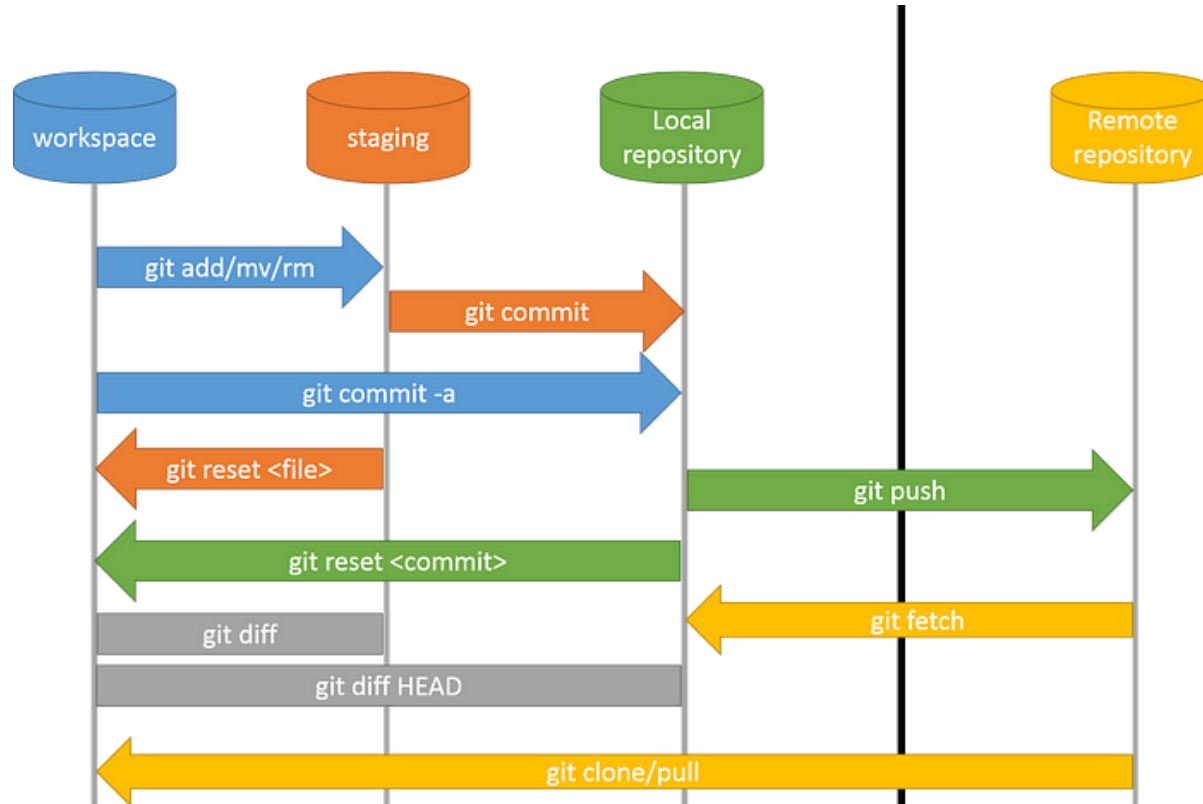 workspace
staging
Local
repository
Remote
repository
git add/mv/rm
git commit
git commit -a
git reset <file>
git push
git reset <commit>
git fetch
git diff
git diff HEAD
git clone/pull